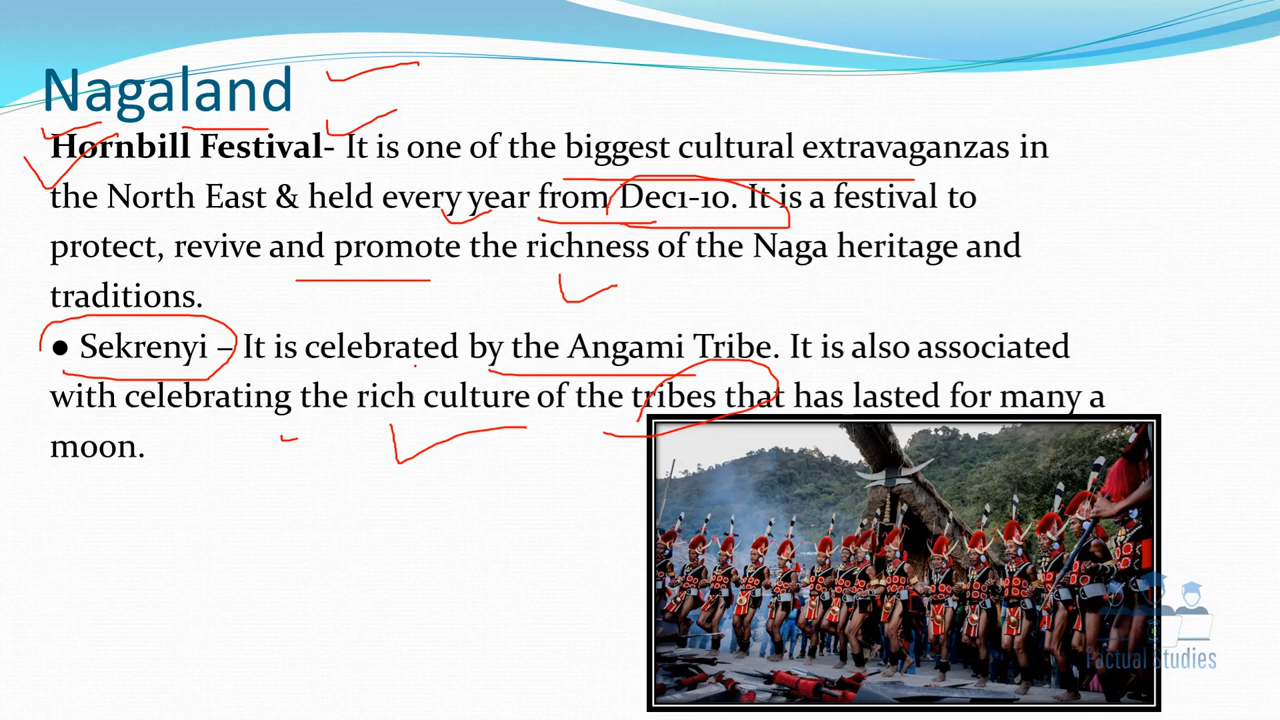 Nagaland
Hornbill Festival- It is one of the biggest cultural extravaganzas in
the North East & held every year from Dec1-10. It is a festival to
protect, revive and promote the richness of the Naga heritage and
traditions.
● Sekrenyi – It is celebrated by the Angami Tribe. It is also associated
with celebrating the rich culture of the tribes that has lasted for many a
moon.
Factual Studies